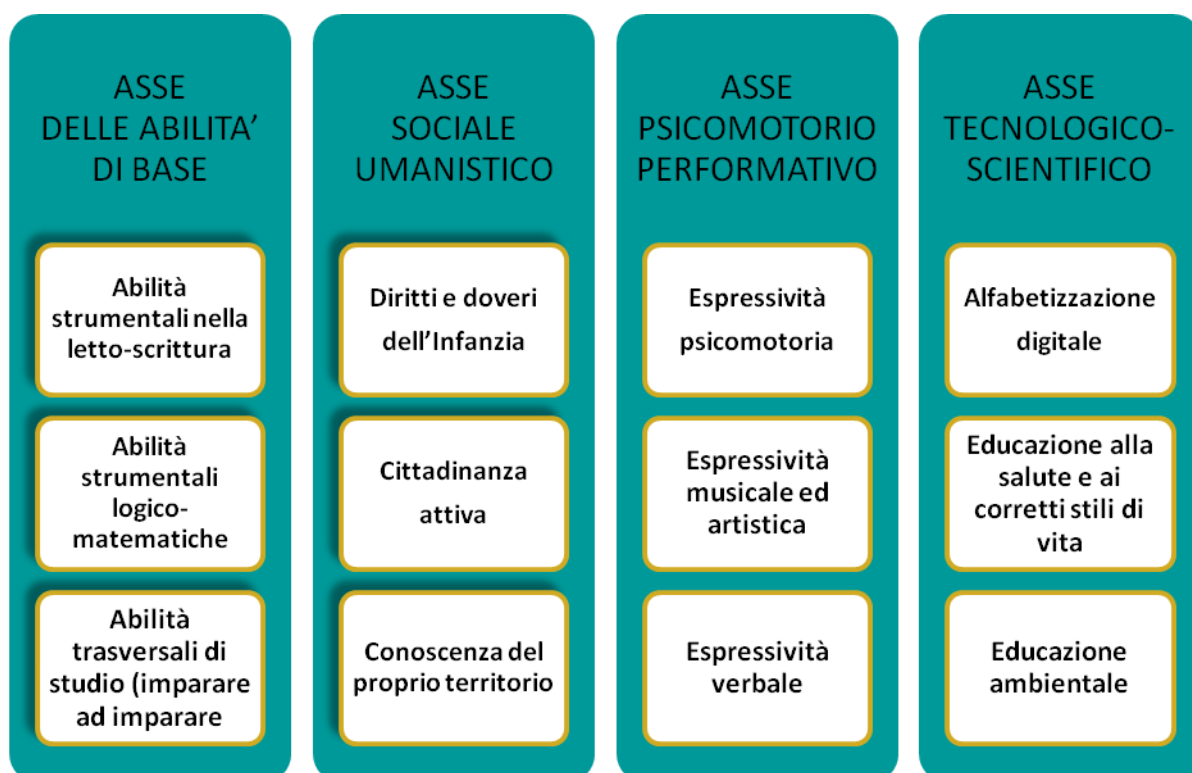 ASSE
DELLE ABILITA’
DI BASE
Abilità
strumentali nella
letto-scrittura
Abilità
strumentali
logico-
matematiche
Abilità
trasversali di
studio (imparare
ad imparare
ASSE
SOCIALE
UMANISTICO
Diritti e doveri
dell’Infanzia
Cittadinanza
attiva
Conoscenza del
proprio territorio
ASSE
PSICOMOTORIO
PERFORMATIVO
Espressività
psicomotoria
Espressività
musicale ed
artistica
Espressività
verbale
ASSE
TECNOLOGICO-
SCIENTIFICO
Alfabetizzazione
digitale
Educazione alla
salute e ai
corretti stili di
vita
Educazione
ambientale